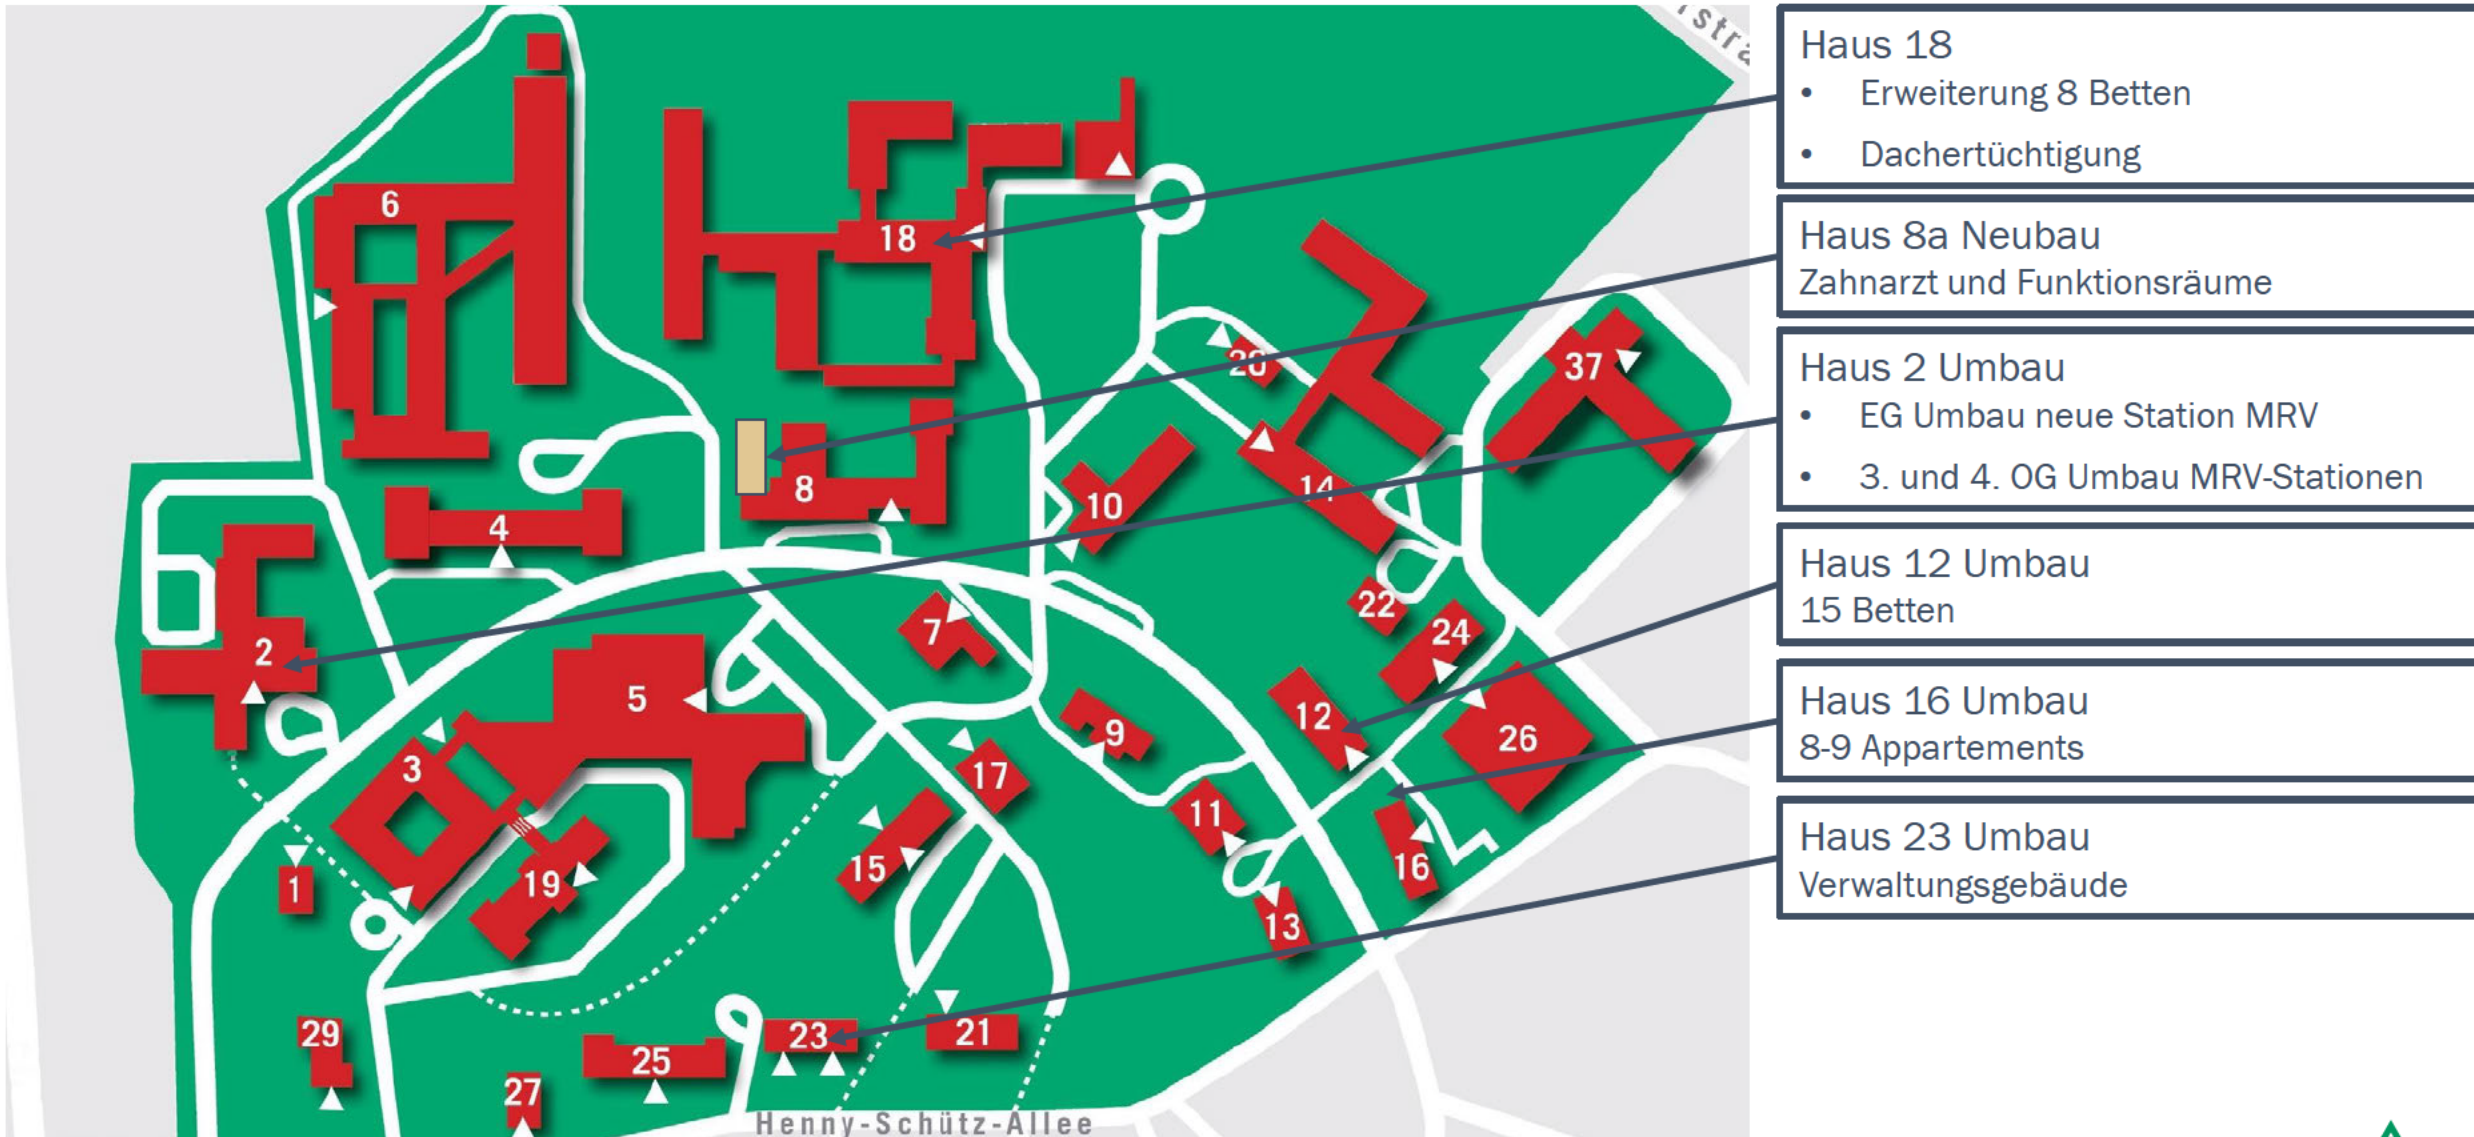 Haus 18
• Erweiterung 8 Betten
• Dachertüchtigung
Haus 8a Neubau
Zahnarzt und Funktionsräume
Haus 2 Umbau
• EG Umbau neue Station MRV
• 3. und 4. OG Umbau MRV-Stationen
Haus 12 Umbau
15 Betten
Haus 16 Umbau
8-9 Appartements
Haus 23 Umbau
Verwaltungsgebäude
6
18
20
37
8
14
10
4
22
7
24
2
5
12
9
26
3
17
11
15
16
19
1
13
29
23
21
25
27
Henny-Schütz-Allee